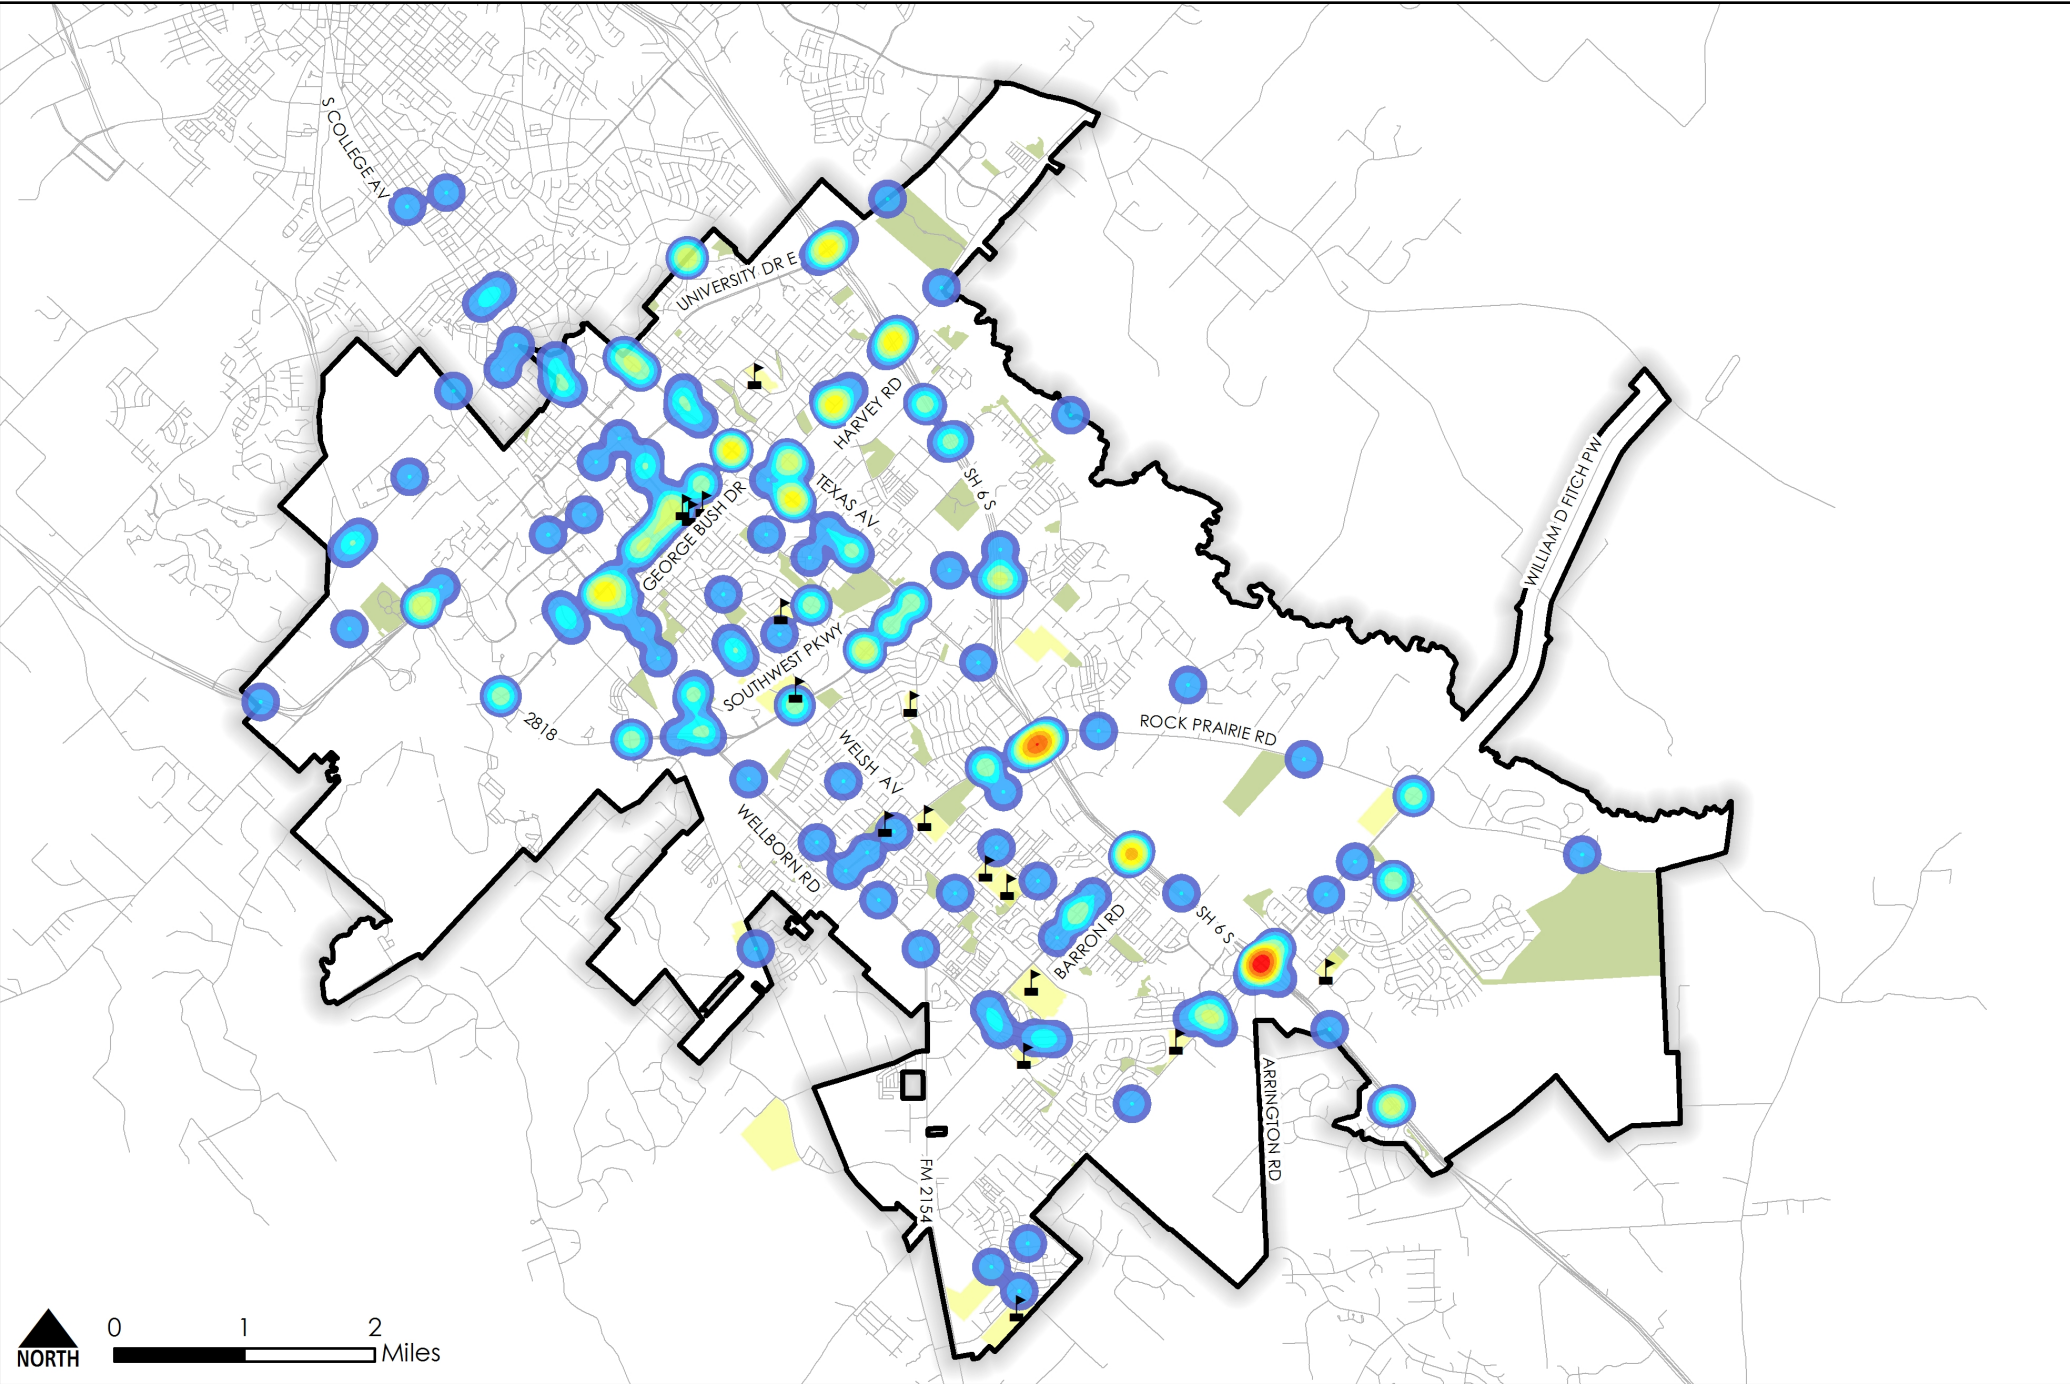 S COLLEGE AV
UNIVERSITY DR E
HARVEY RD
TEXAS AV
SH 6 S
GEORGE BUSH DR
WILLIAM D FITCH PW
SOUTHWEST PKWY
2818
ROCK PRAIRIE RD
WELSH AV
WELLBORN RD
SH 6 S
BARRON RD
ARRINGTON RD
FM 2154
0 1 2
Miles
NORTH